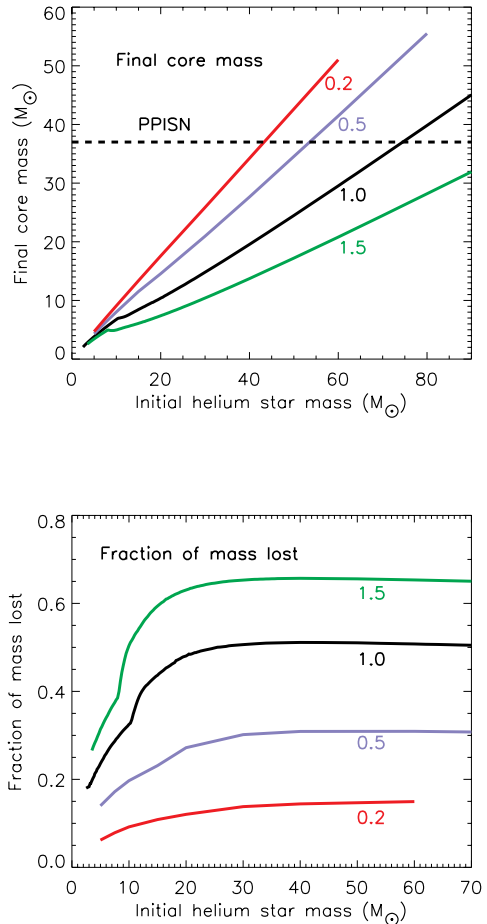 60
Final core mass
0.2
50
0.5
40
PPISN
30
1.0
20
1.5
10
0
Final core mass (M☉)
0 20 40 60 80
Initial helium star mass (M☉)
0.8
Fraction of mass lost
0.6
1.5
1.0
0.4
0.5
0.2
0.2
0.0
Fraction of mass lost
0 10 20 30 40 50 60 70
Initial helium star mass (M☉)